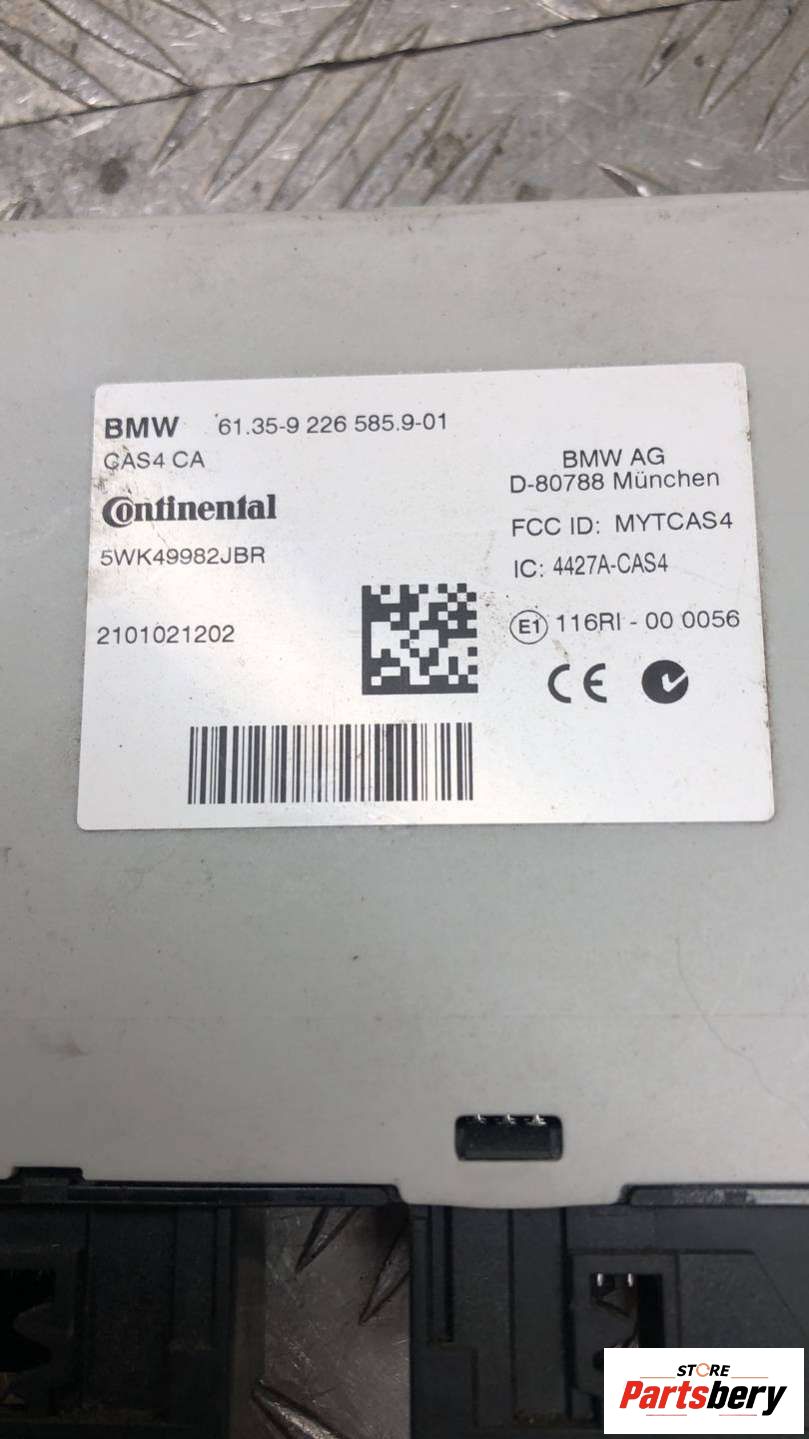 BMW 61.35-9 226 585.9-01
CAS4 CA
Continental
5WK49982JBR
2101021202
BMW AG
D-80788 München
FCC ID: MYTCAS4
IC: 4427A-CAS4
E1 116RI - 00 0056
CE
STORE
Partsbery